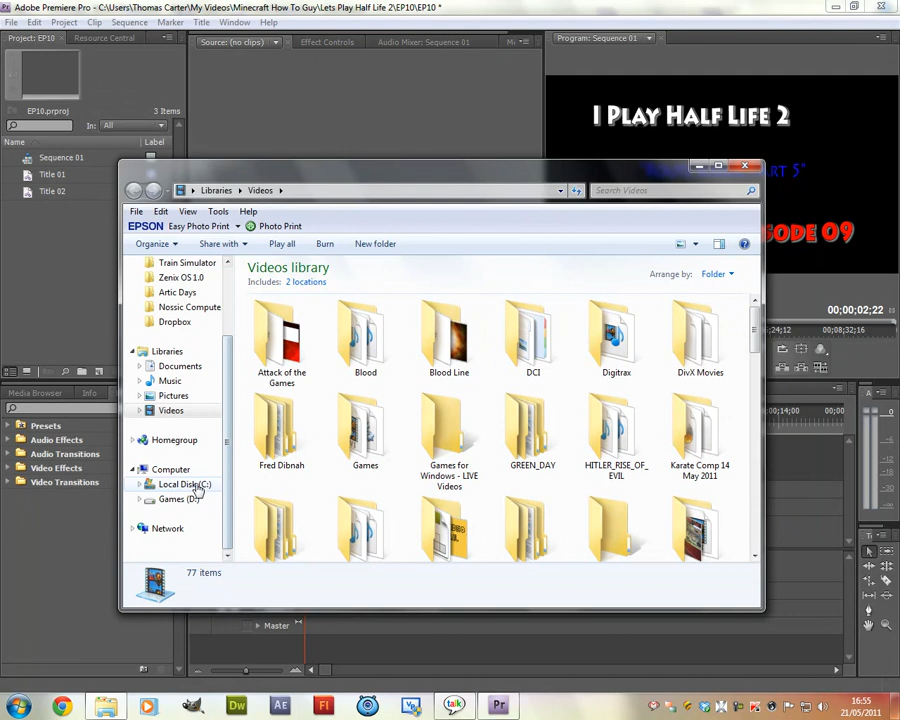 Adobe Premiere Pro - C:\Users\Thomas Carter\My Videos\Minecraft How To Guy\Lets Play Half Life 2\EP10\EP10 *
File Edit Project Clip Sequence Marker Title Window Help
Project: EP10 Resource Central Source: (no clips) Effect Controls Audio Mixer: Sequence 01 Program: Sequence 01
EP10.prproj 3 Items
In: All
Name Label
Sequence 01
Title 01
Title 02
I Play Half Life 2
art 5"
sode 09
Libraries Videos Search Videos
File Edit View Tools Help
EPSON Easy Photo Print Photo Print
Organize Share with Play all Burn New folder
Train Simulator
Zenix OS 1.0
Artic Days
Nossic Compute
Dropbox
Libraries
Documents
Music
Pictures
Videos
Homegroup
Computer
Local Disk (C:)
Games (D:)
Network
Videos library
Includes: 2 locations
Arrange by: Folder
Attack of the Games
Blood
Blood Line
DCI
Digitrax
DivX Movies
Fred Dibnah
Games
Games for Windows - LIVE Videos
GREEN_DAY
HITLER_RISE_OF_EVIL
Karate Comp 14 May 2011
77 items
00;00;02;22
00;08;32;16
Media Browser Info
Presets
Audio Effects
Audio Transitions
Video Effects
Video Transitions
Master
16:55
21/05/2011